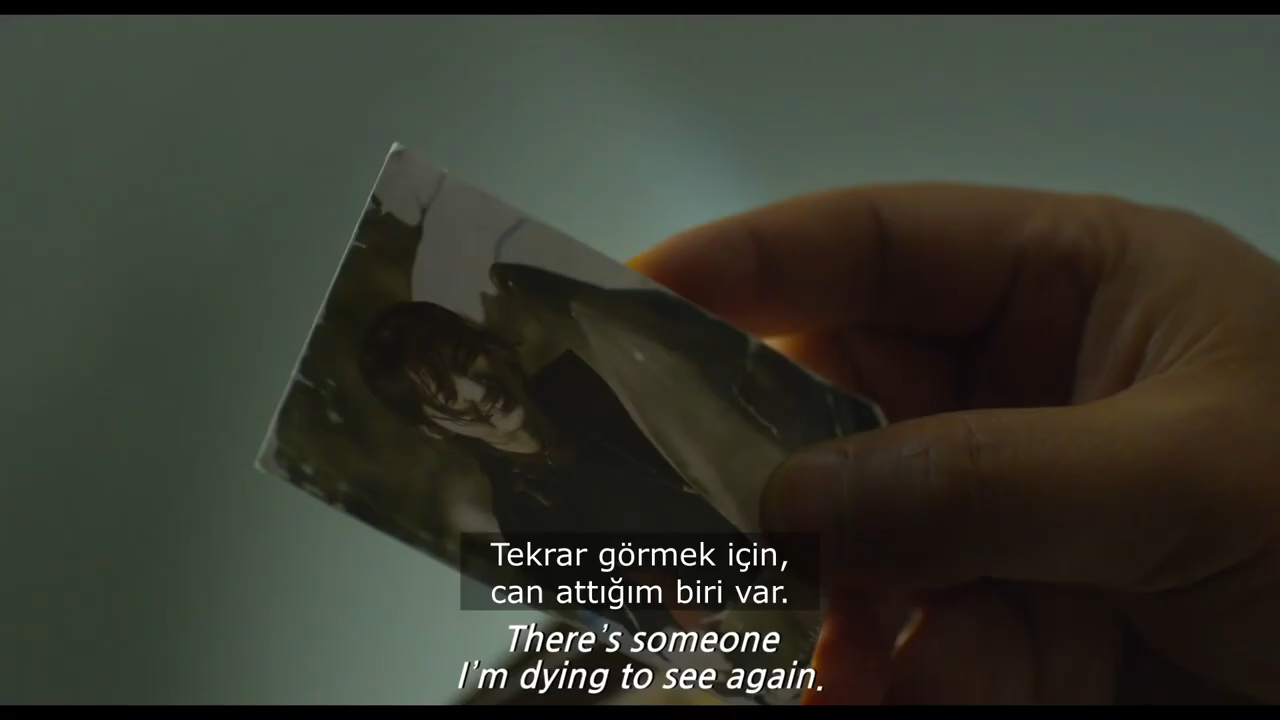 Tekrar görmek için,
can attığım biri var.
There's someone
I'm dying to see again.